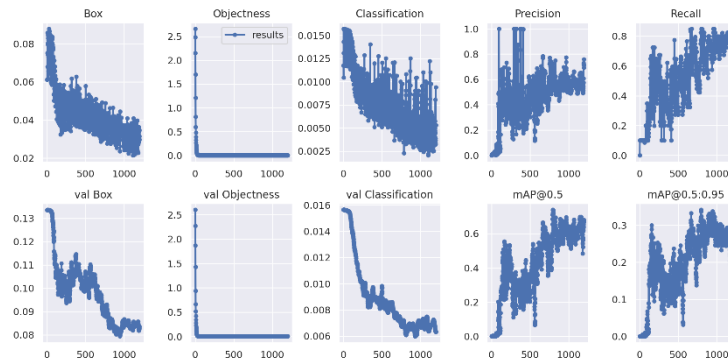 Box
Objectness
Classification
Precision
Recall
0.08
0.06
0.04
0.02
0 500 1000
2.5
2.0
1.5
1.0
0.5
0.0
results
0 500 1000
0.0150
0.0125
0.0100
0.0075
0.0050
0.0025
0 500 1000
1.0
0.8
0.6
0.4
0.2
0.0
0 500 1000
0.8
0.6
0.4
0.2
0.0
0 500 1000
val Box
val Objectness
val Classification
mAP@0.5
mAP@0.5:0.95
0.13
0.12
0.11
0.10
0.09
0.08
0 500 1000
2.5
2.0
1.5
1.0
0.5
0.0
0 500 1000
0.016
0.014
0.012
0.010
0.008
0.006
0 500 1000
0.6
0.4
0.2
0.0
0 500 1000
0.3
0.2
0.1
0.0
0 500 1000